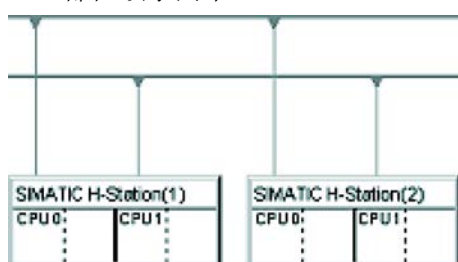 SIMATIC H-Station(1) SIMATIC H-Station(2)
CPU0 CPU1 CPU0 CPU1